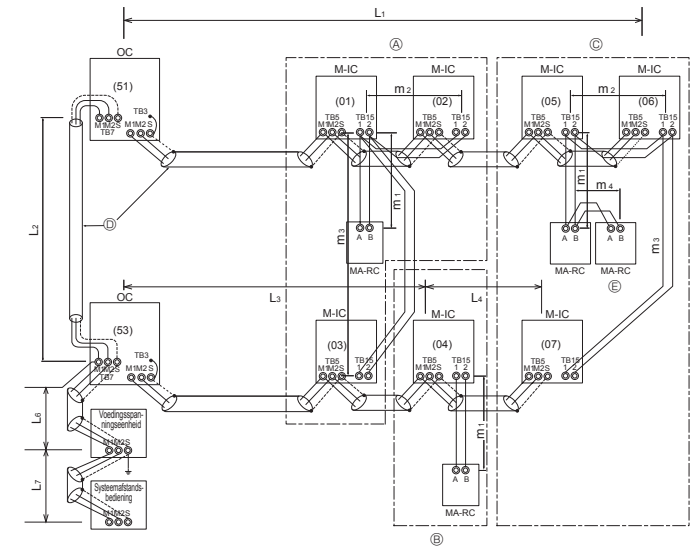 L1
Ⓐ
Ⓒ
OC
M-IC
M-IC
M-IC
M-IC
(51)
(01)
m2
(02)
(05)
m2
(06)
TB3
M1M2S
TB7
M1M2S
TB5
M1M2S
TB15
1 2
TB5
M1M2S
TB15
1 2
TB5
M1M2S
TB15
1 2
TB5
M1M2S
TB15
1 2
m1
m1
m4
L2
Ⓓ
m3
m3
A B
MA-RC
A B
MA-RC
A B
MA-RC
Ⓔ
OC
L3
L4
M-IC
M-IC
M-IC
(53)
(03)
(04)
(07)
TB3
M1M2S
TB7
M1M2S
TB5
M1M2S
TB15
1 2
TB5
M1M2S
TB15
1 2
TB5
M1M2S
TB15
1 2
L6
Voedingsspan-
ningseenheid
M1M2S
m1
L7
Systeemafstands-
bediening
M1M2S
A B
MA-RC
Ⓑ